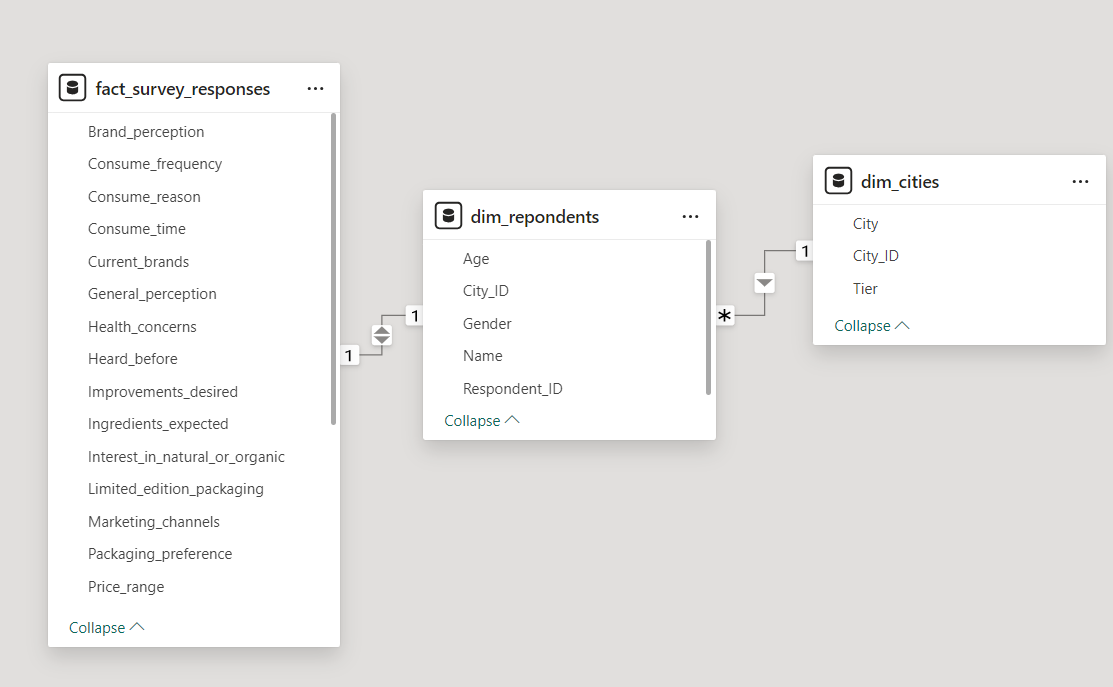 fact_survey_responses
Brand_perception
Consume_frequency
Consume_reason
Consume_time
Current_brands
General_perception
Health_concerns
Heard_before
Improvements_desired
Ingredients_expected
Interest_in_natural_or_organic
Limited_edition_packaging
Marketing_channels
Packaging_preference
Price_range
Collapse
1
1
dim_repondents
Age
City_ID
Gender
Name
Respondent_ID
Collapse
*
1
dim_cities
City
City_ID
Tier
Collapse